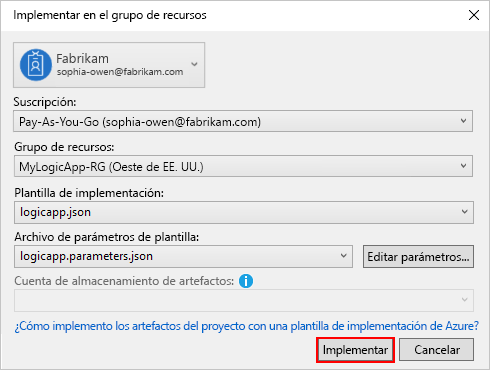 Implementar en el grupo de recursos
Fabrikam
sophia-owen@fabrikam.com
Suscripción:
Pay-As-You-Go (sophia-owen@fabrikam.com)
Grupo de recursos:
MyLogicApp-RG (Oeste de EE. UU.)
Plantilla de implementación:
logicapp.json
Archivo de parámetros de plantilla:
logicapp.parameters.json
Editar parámetros...
Cuenta de almacenamiento de artefactos:
¿Cómo implemento los artefactos del proyecto con una plantilla de implementación de Azure?
Implementar
Cancelar